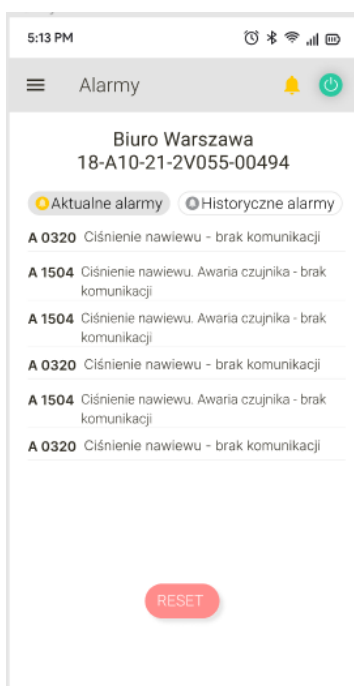 5:13 PM
Alarmy
Biuro Warszawa
18-A10-21-2V055-00494
Aktualne alarmy Historyczne alarmy
A 0320 Ciśnienie nawiewu - brak komunikacji
A 1504 Ciśnienie nawiewu. Awaria czujnika - brak
komunikacji
A 1504 Ciśnienie nawiewu. Awaria czujnika - brak
komunikacji
A 0320 Ciśnienie nawiewu - brak komunikacji
A 1504 Ciśnienie nawiewu. Awaria czujnika - brak
komunikacji
A 0320 Ciśnienie nawiewu - brak komunikacji
RESET